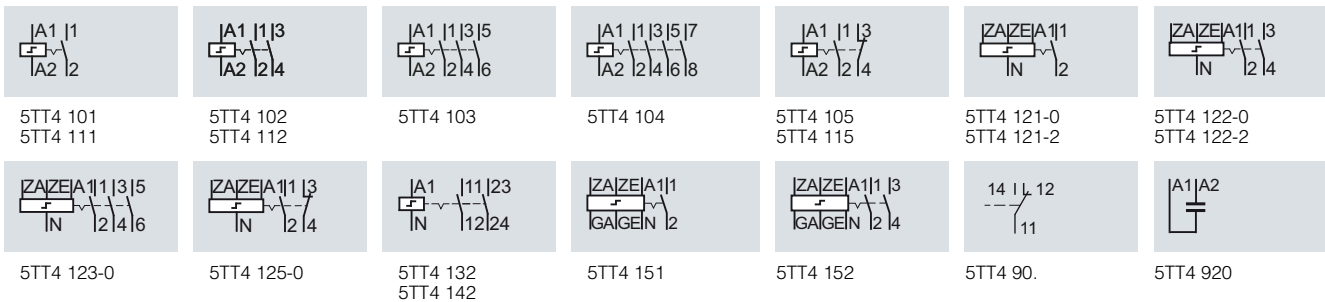 A1 1
A2 2
5TT4 101
5TT4 111
A1 1 3
A2 2 4
5TT4 102
5TT4 112
A1 1 3 5
A2 2 4 6
5TT4 103
A1 1 3 5 7
A2 2 4 6 8
5TT4 104
A1 1 3
A2 2 4
5TT4 105
5TT4 115
ZA ZE A1 1
N 2
5TT4 121-0
5TT4 121-2
ZA ZE A1 1 3
N 2 4
5TT4 122-0
5TT4 122-2
ZA ZE A1 1 3 5
N 2 4 6
5TT4 123-0
ZA ZE A1 1 3
N 2 4
5TT4 125-0
A1 11 23
N 12 24
5TT4 132
5TT4 142
ZA ZE A1 1
GA GE N 2
5TT4 151
ZA ZE A1 1 3
GA GE N 2 4
5TT4 152
14 12
11
5TT4 90.
A1 A2
5TT4 920